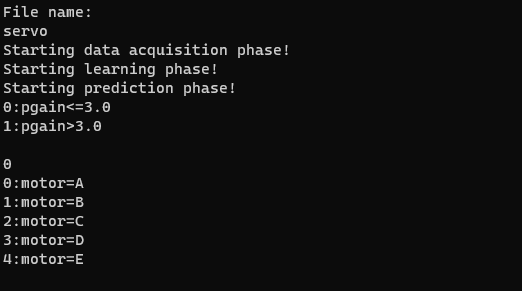 File name:
servo
Starting data acquisition phase!
Starting learning phase!
Starting prediction phase!
0:pgain<=3.0
1:pgain>3.0
0
0:motor=A
1:motor=B
2:motor=C
3:motor=D
4:motor=E